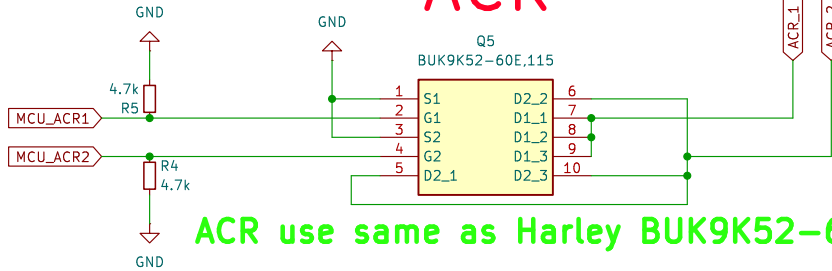 ACR
GND
GND
Q5
BUK9K52-60E,115
ACR_1
4.7k
R5
MCU_ACR1
MCU_ACR2
R4
4.7k
1
2
3
4
5
S1
G1
S2
G2
D2_1
D2_2
D1_1
D1_2
D1_3
D2_3
6
7
8
9
10
ACR use same as Harley BUK9K52-6
GND